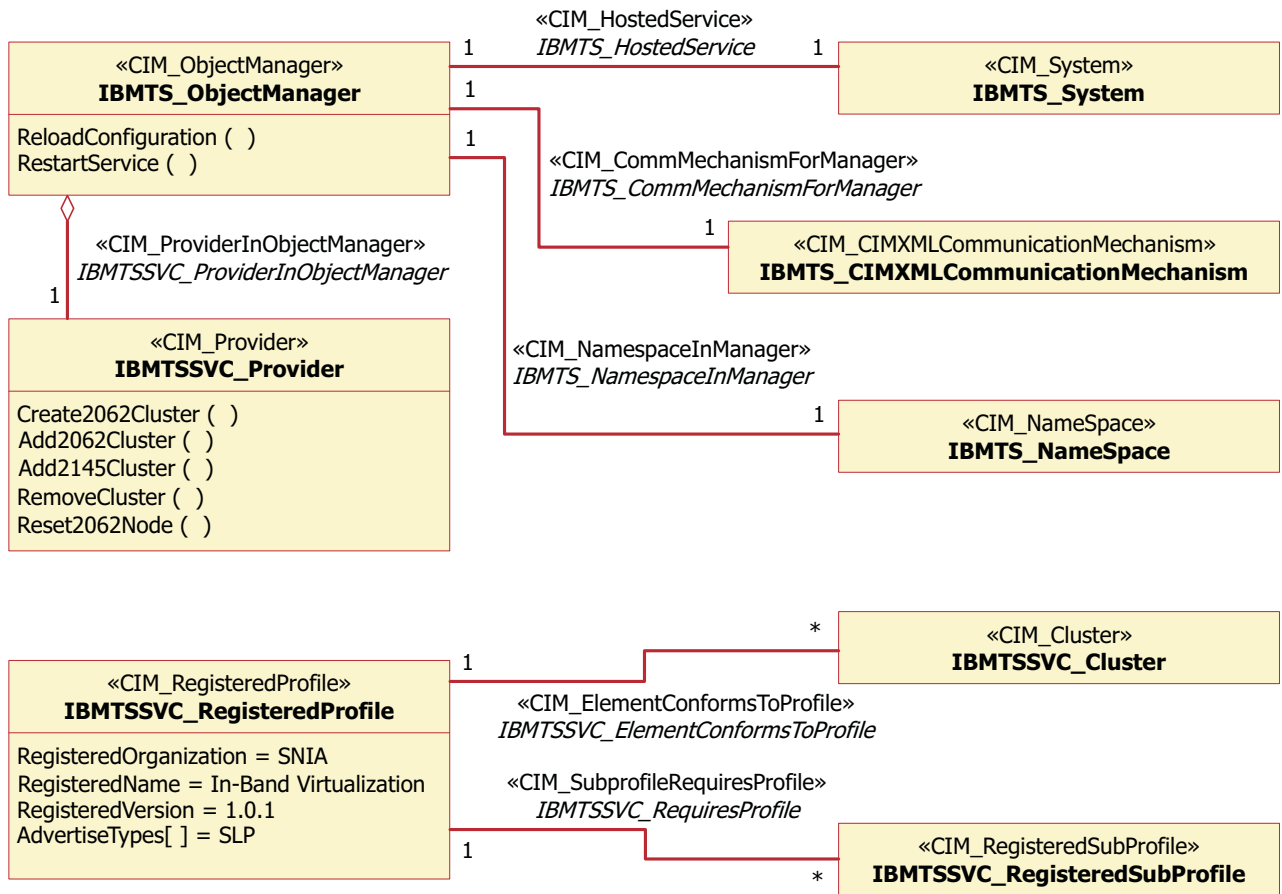 «CIM_HostedService»
IBMTS_HostedService
1
1
«CIM_ObjectManager»
IBMTS_ObjectManager
ReloadConfiguration ( )
RestartService ( )
«CIM_System»
IBMTS_System
1
1
«CIM_CommMechanismForManager»
IBMTS_CommMechanismForManager
1
«CIM_CIMXMLCommunicationMechanism»
IBMTS_CIMXMLCommunicationMechanism
«CIM_ProviderInObjectManager»
IBMTSSVC_ProviderInObjectManager
1
«CIM_Provider»
IBMTSSVC_Provider
Create2062Cluster ( )
Add2062Cluster ( )
Add2145Cluster ( )
RemoveCluster ( )
Reset2062Node ( )
«CIM_NamespaceInManager»
IBMTS_NamespaceInManager
1
«CIM_NameSpace»
IBMTS_NameSpace
*
«CIM_Cluster»
IBMTSSVC_Cluster
1
«CIM_RegisteredProfile»
IBMTSSVC_RegisteredProfile
RegisteredOrganization = SNIA
RegisteredName = In-Band Virtualization
RegisteredVersion = 1.0.1
AdvertiseTypes[ ] = SLP
«CIM_ElementConformsToProfile»
IBMTSSVC_ElementConformsToProfile
«CIM_SubprofileRequiresProfile»
IBMTSSVC_RequiresProfile
1
*
«CIM_RegisteredSubProfile»
IBMTSSVC_RegisteredSubProfile